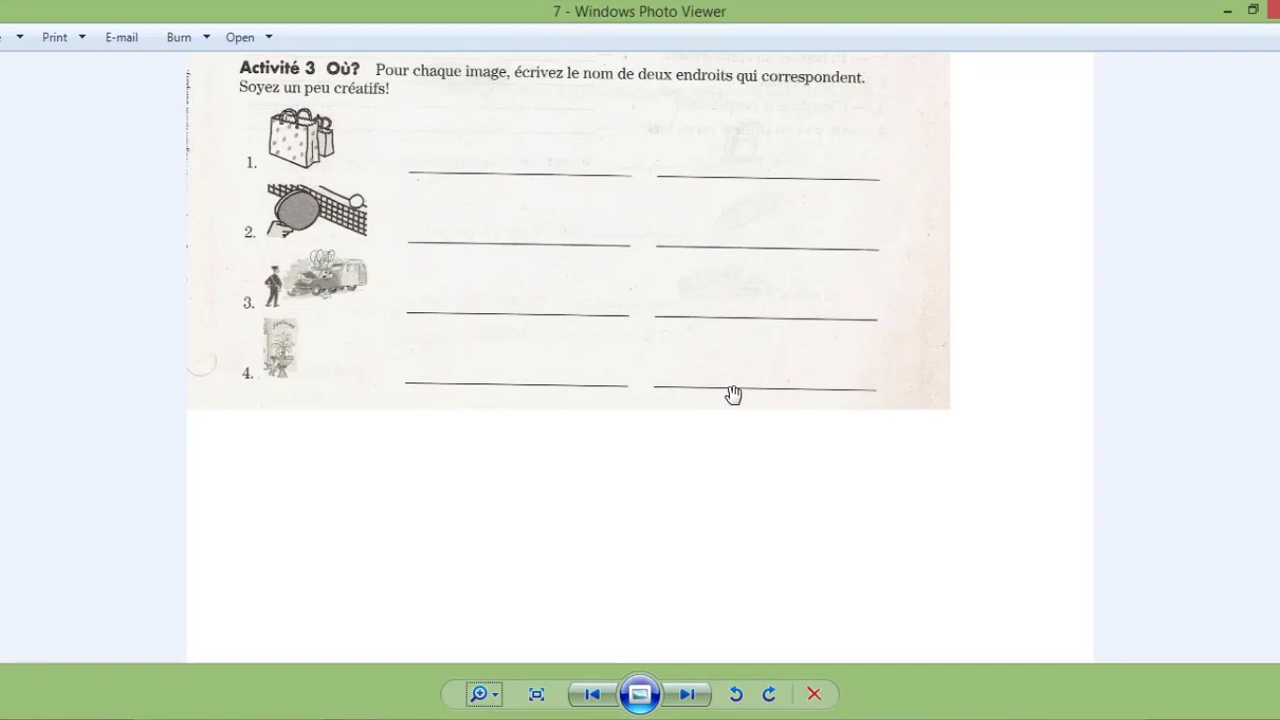 7 - Windows Photo Viewer
Print E-mail Burn Open
Activité 3 Où? Pour chaque image, écrivez le nom de deux endroits qui correspondent.
Soyez un peu créatifs!
1.
2.
3.
4.